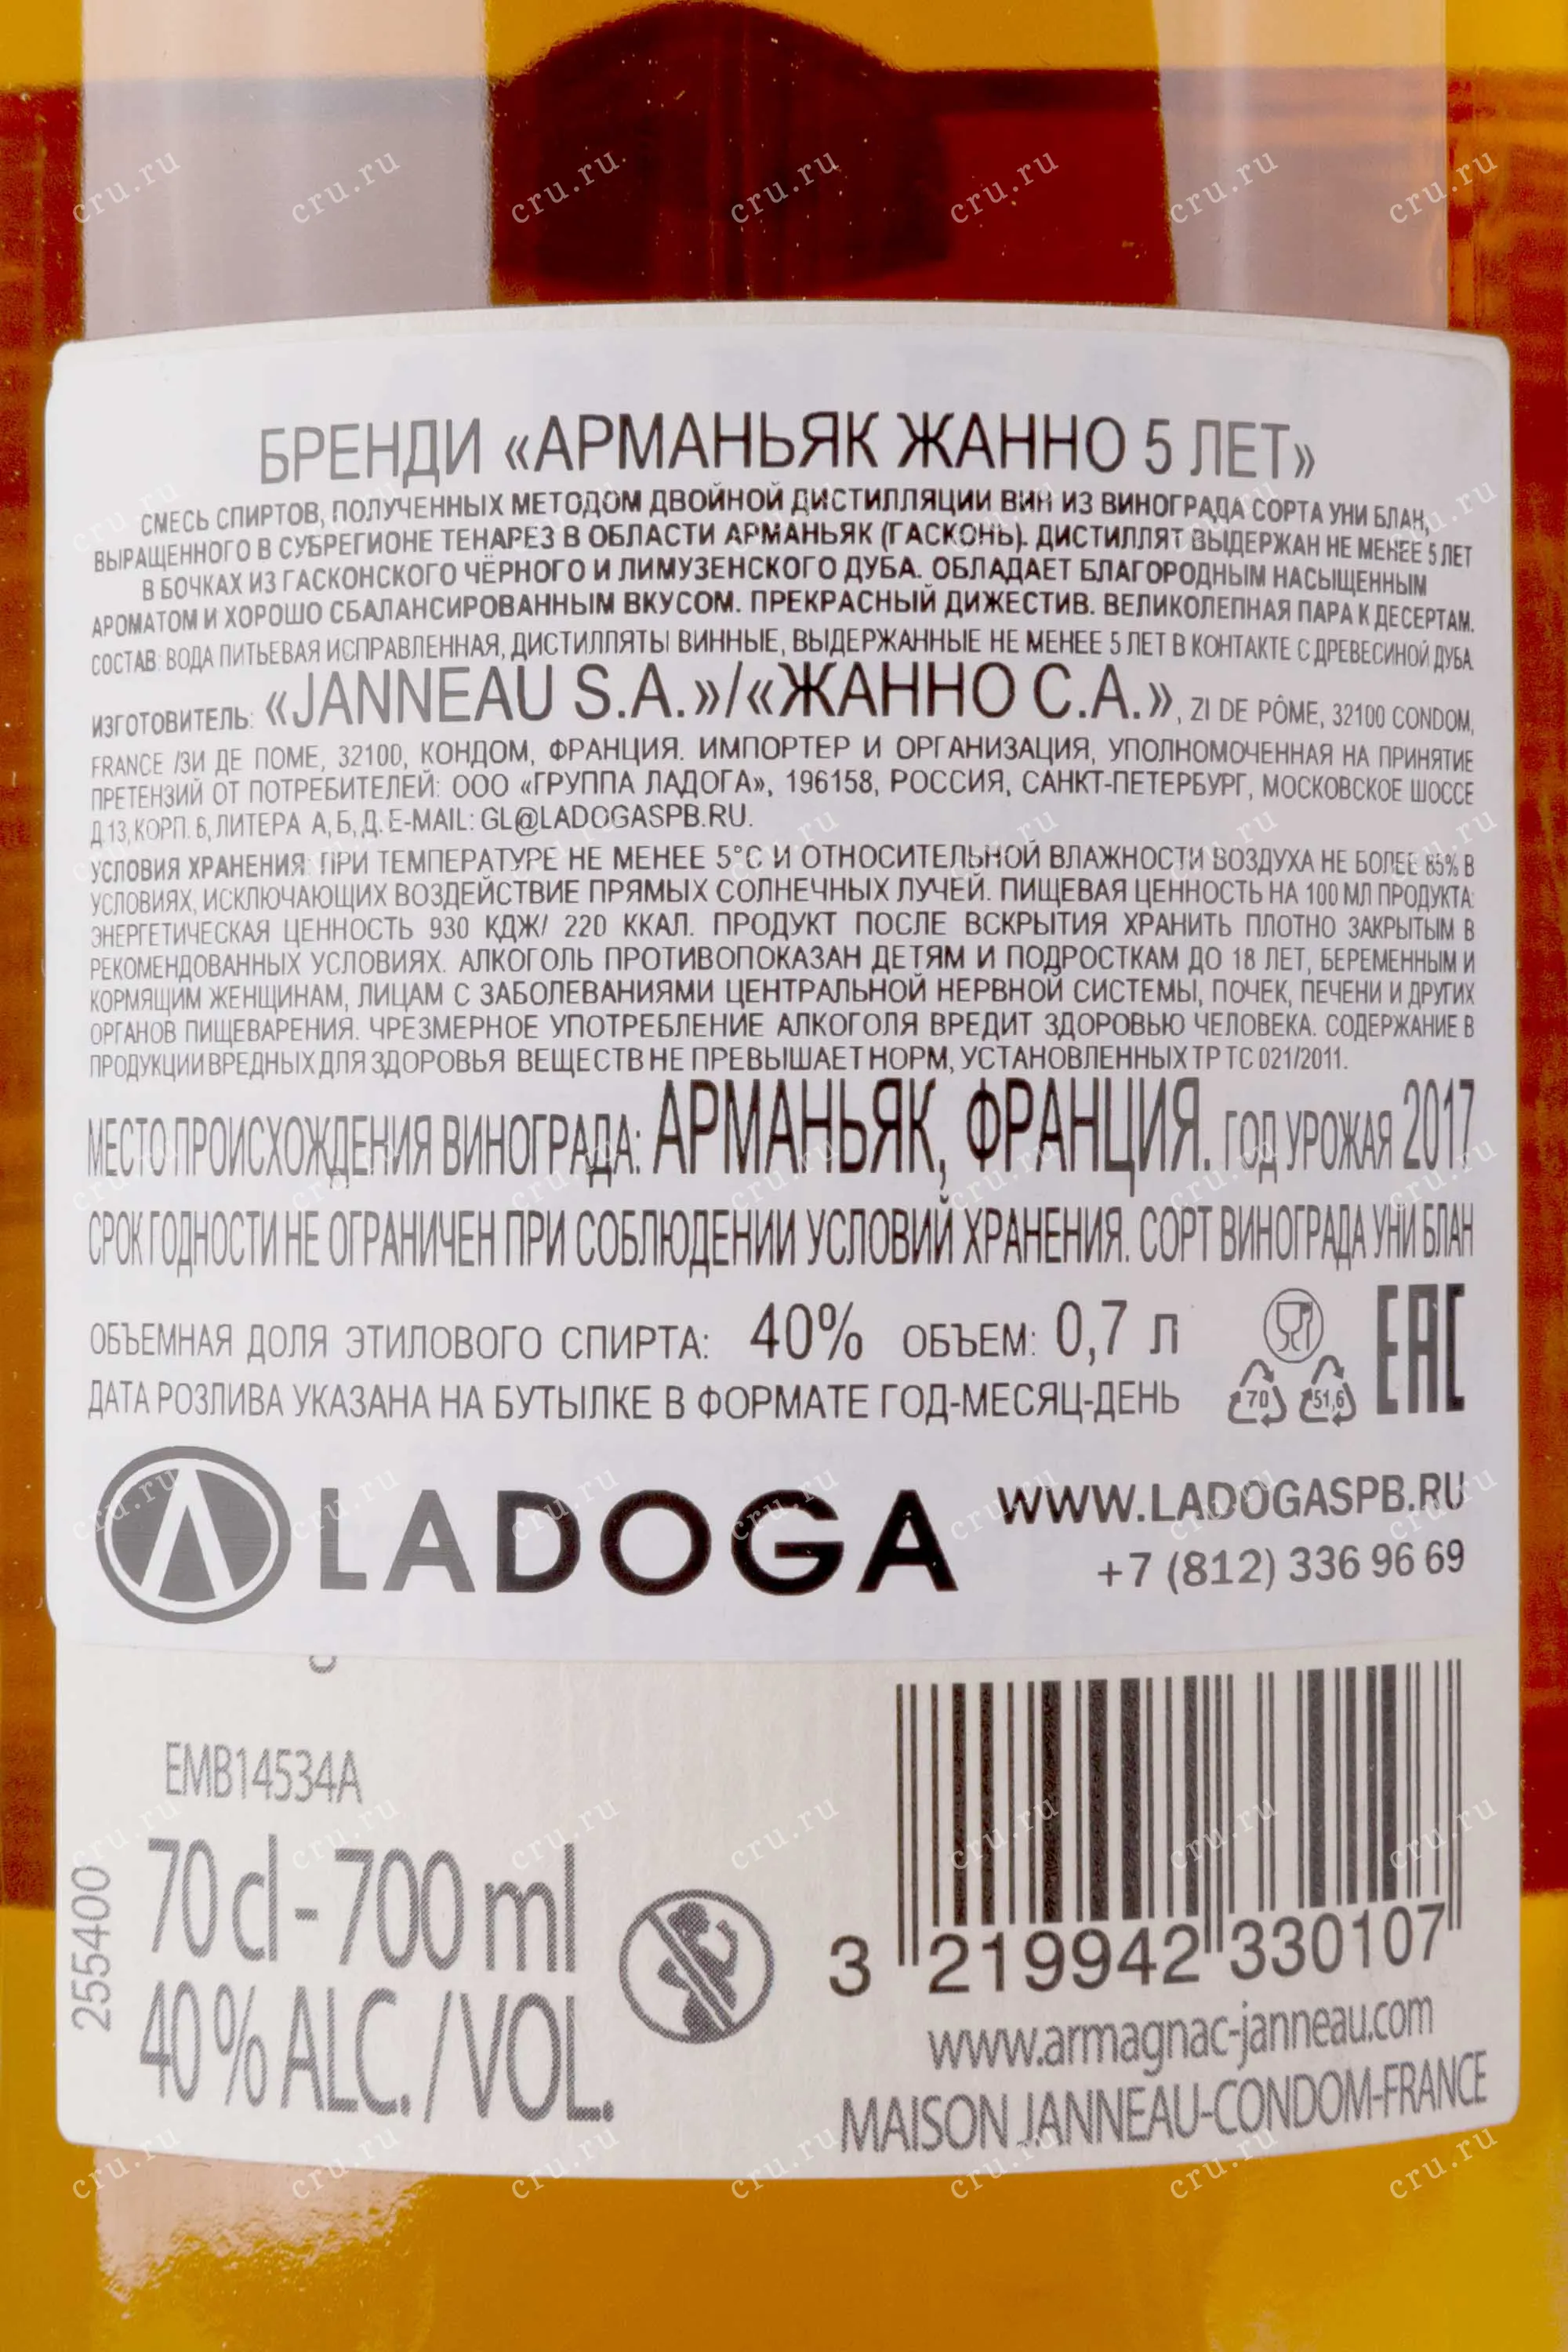 БРЕНДИ «АРМАНЬЯК ЖАННО 5 ЛЕТ»
СМЕСЬ СПИРТОВ, ПОЛУЧЕННЫХ МЕТОДОМ ДВОЙНОЙ ДИСТИЛЛЯЦИИ ВИН ИЗ ВИНОГРАДА СОРТА УНИ БЛАН,
ВЫРАЩЕННОГО В СУБРЕГИОНЕ ТЕНАРЕЗ В ОБЛАСТИ АРМАНЬЯК (ГАСКОНЬ). ДИСТИЛЛЯТ ВЫДЕРЖАН НЕ МЕНЕЕ 5 ЛЕТ
В БОЧКАХ ИЗ ГАСКОНСКОГО ЧЁРНОГО И ЛИМУЗЕНСКОГО ДУБА. ОБЛАДАЕТ БЛАГОРОДНЫМ НАСЫЩЕННЫМ
АРОМАТОМ И ХОРОШО СБАЛАНСИРОВАННЫМ ВКУСОМ. ПРЕКРАСНЫЙ ДИЖЕСТИВ. ВЕЛИКОЛЕПНАЯ ПАРА К ДЕСЕРТАМ.
СОСТАВ: ВОДА ПИТЬЕВАЯ ИСПРАВЛЕННАЯ, ДИСТИЛЛЯТЫ ВИННЫЕ, ВЫДЕРЖАННЫЕ НЕ МЕНЕЕ 5 ЛЕТ В КОНТАКТЕ С ДРЕВЕСИНОЙ ДУБА.
ИЗГОТОВИТЕЛЬ: «JANNEAU S.A.»/«ЖАННО С.А.», ZI DE PÔME, 32100 CONDOM,
FRANCE /ЗИ ДЕ ПОМЕ, 32100, КОНДОМ, ФРАНЦИЯ. ИМПОРТЕР И ОРГАНИЗАЦИЯ, УПОЛНОМОЧЕННАЯ НА ПРИНЯТИЕ
ПРЕТЕНЗИЙ ОТ ПОТРЕБИТЕЛЕЙ: ООО «ГРУППА ЛАДОГА», 196158, РОССИЯ, САНКТ-ПЕТЕРБУРГ, МОСКОВСКОЕ ШОССЕ
Д.13, КОРП. 6, ЛИТЕРА А, Б, Д. E-MAIL: GL@LADOGASPB.RU.
УСЛОВИЯ ХРАНЕНИЯ: ПРИ ТЕМПЕРАТУРЕ НЕ МЕНЕЕ 5°С И ОТНОСИТЕЛЬНОЙ ВЛАЖНОСТИ ВОЗДУХА НЕ БОЛЕЕ 85% В
УСЛОВИЯХ, ИСКЛЮЧАЮЩИХ ВОЗДЕЙСТВИЕ ПРЯМЫХ СОЛНЕЧНЫХ ЛУЧЕЙ. ПИЩЕВАЯ ЦЕННОСТЬ НА 100 МЛ ПРОДУКТА:
ЭНЕРГЕТИЧЕСКАЯ ЦЕННОСТЬ 930 КДЖ/ 220 ККАЛ. ПРОДУКТ ПОСЛЕ ВСКРЫТИЯ ХРАНИТЬ ПЛОТНО ЗАКРЫТЫМ В
РЕКОМЕНДОВАННЫХ УСЛОВИЯХ. АЛКОГОЛЬ ПРОТИВОПОКАЗАН ДЕТЯМ И ПОДРОСТКАМ ДО 18 ЛЕТ, БЕРЕМЕННЫМ И
КОРМЯЩИМ ЖЕНЩИНАМ, ЛИЦАМ С ЗАБОЛЕВАНИЯМИ ЦЕНТРАЛЬНОЙ НЕРВНОЙ СИСТЕМЫ, ПОЧЕК, ПЕЧЕНИ И ДРУГИХ
ОРГАНОВ ПИЩЕВАРЕНИЯ. ЧРЕЗМЕРНОЕ УПОТРЕБЛЕНИЕ АЛКОГОЛЯ ВРЕДИТ ЗДОРОВЬЮ ЧЕЛОВЕКА. СОДЕРЖАНИЕ В
ПРОДУКЦИИ ВРЕДНЫХ ДЛЯ ЗДОРОВЬЯ ВЕЩЕСТВ НЕ ПРЕВЫШАЕТ НОРМ, УСТАНОВЛЕННЫХ ТР ТС 021/2011.
МЕСТО ПРОИСХОЖДЕНИЯ ВИНОГРАДА: АРМАНЬЯК, ФРАНЦИЯ. ГОД УРОЖАЯ 2017
СРОК ГОДНОСТИ НЕ ОГРАНИЧЕН ПРИ СОБЛЮДЕНИИ УСЛОВИЙ ХРАНЕНИЯ. СОРТ ВИНОГРАДА УНИ БЛАН
ОБЪЕМНАЯ ДОЛЯ ЭТИЛОВОГО СПИРТА: 40% ОБЪЕМ: 0,7 Л
ДАТА РОЗЛИВА УКАЗАНА НА БУТЫЛКЕ В ФОРМАТЕ ГОД-МЕСЯЦ-ДЕНЬ
70 51,6 EAC
LADOGA
WWW.LADOGASPB.RU
+7 (812) 336 96 69
EMB14534A
255400
70 cl - 700 ml
40 % ALC. / VOL.
3 219942 330107
www.armagnac-janneau.com
MAISON JANNEAU-CONDOM-FRANCE
cru.ru